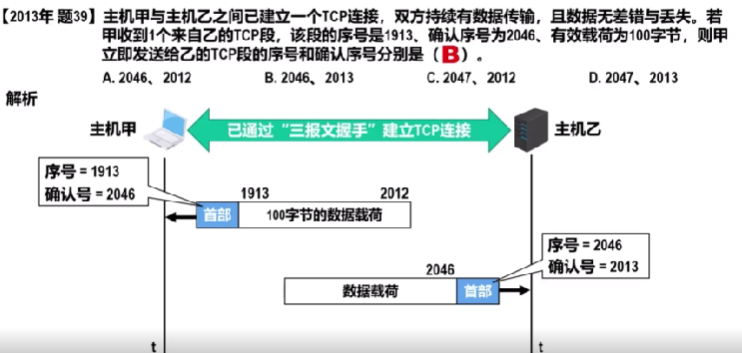 【2013年 题39】主机甲与主机乙之间已建立一个TCP连接，双方持续有数据传输，且数据无差错与丢失。若
甲收到1个来自乙的TCP段，该段的序号是1913、确认序号为2046、有效载荷为100字节，则甲
立即发送给乙的TCP段的序号和确认序号分别是（B）。
A. 2046、2012 B. 2046、2013 C. 2047、2012 D. 2047、2013
解析
主机甲 已通过“三报文握手”建立TCP连接 主机乙
序号 = 1913
确认号 = 2046
1913 2012
首部 100字节的数据载荷
序号 = 2046
确认号 = 2013
2046
数据载荷 首部
t t